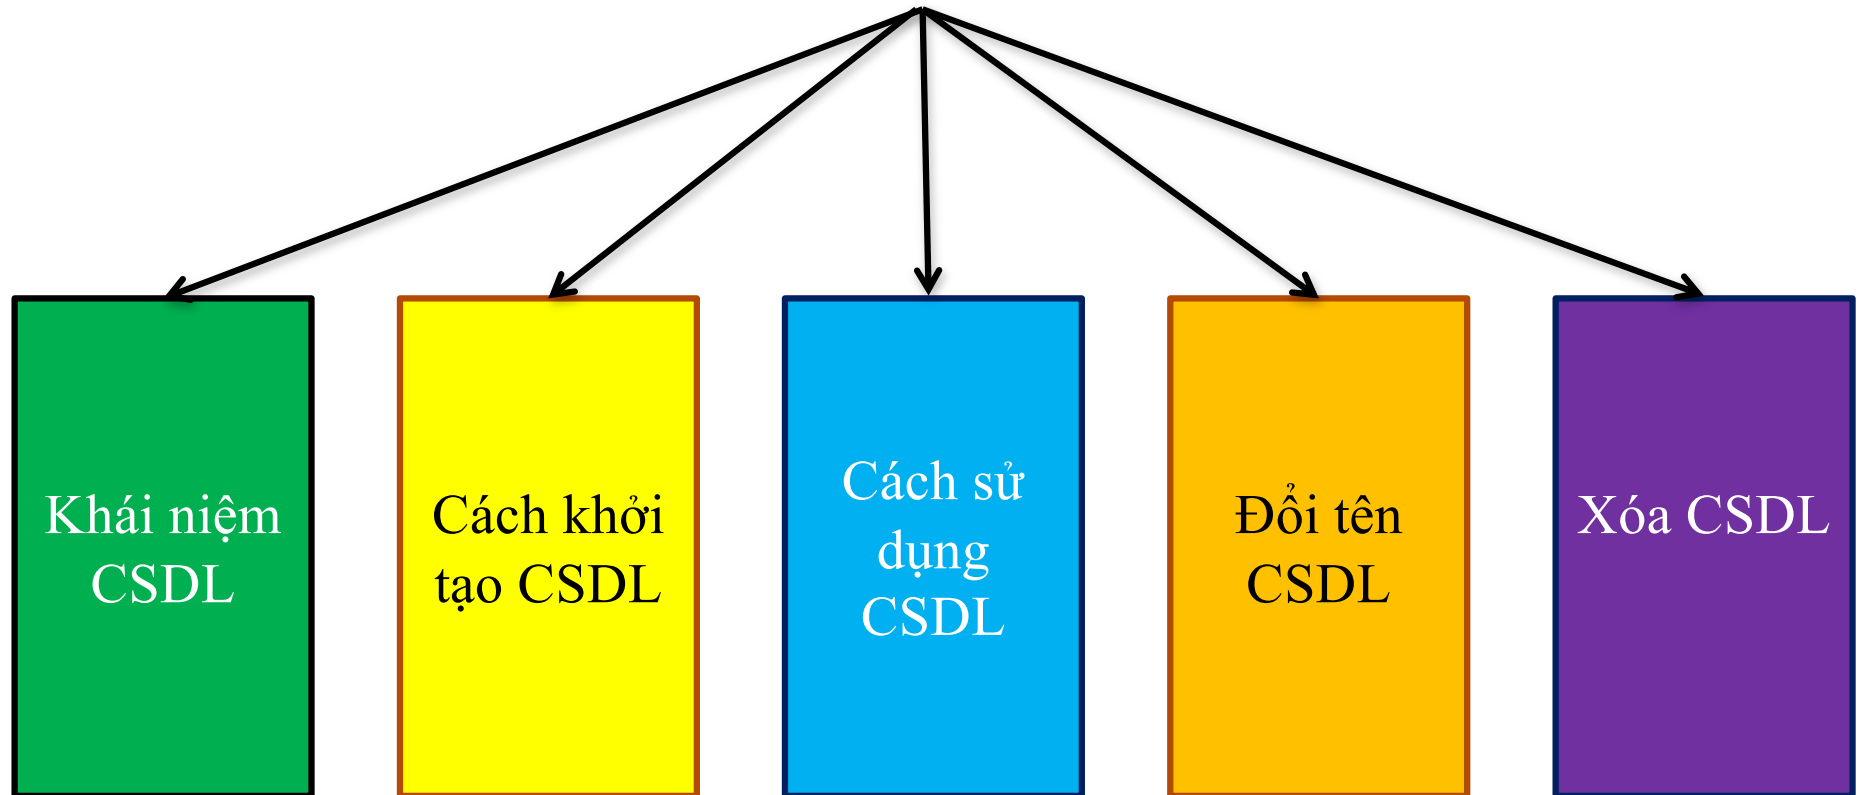 Khái niệm
CSDL
Cách khởi
tạo CSDL
Cách sử
dụng
CSDL
Đổi tên
CSDL
Xóa CSDL